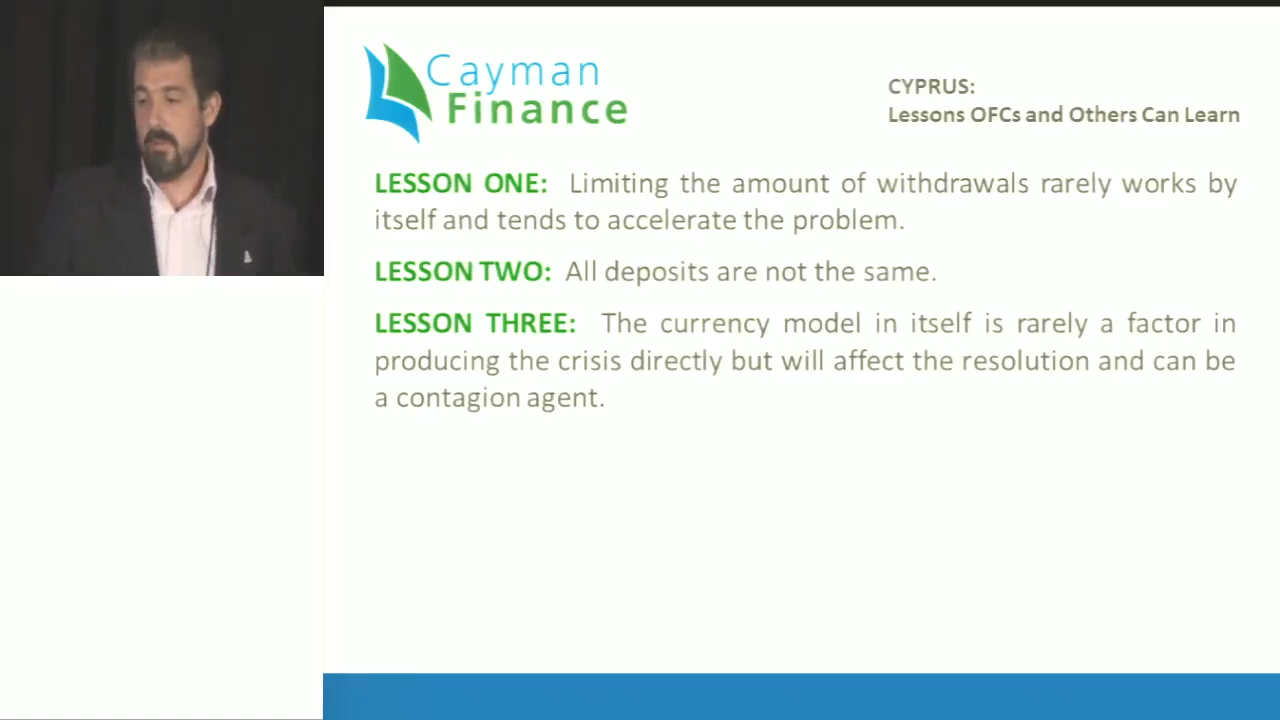 Cayman
Finance
CYPRUS:
Lessons OFCs and Others Can Learn
LESSON ONE: Limiting the amount of withdrawals rarely works by
itself and tends to accelerate the problem.
LESSON TWO: All deposits are not the same.
LESSON THREE: The currency model in itself is rarely a factor in
producing the crisis directly but will affect the resolution and can be
a contagion agent.